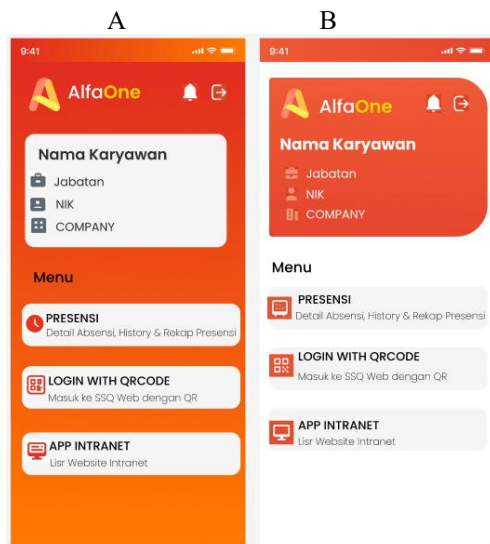 A
9:41
AlfaOne
Nama Karyawan
Jabatan
NIK
COMPANY
Menu
PRESENSI
Detail Absensi, History & Rekap Presensi
LOGIN WITH QRCODE
Masuk ke SSQ Web dengan QR
APP INTRANET
Lisr Website Intranet
B
9:41
AlfaOne
Nama Karyawan
Jabatan
NIK
COMPANY
Menu
PRESENSI
Detail Absensi, History & Rekap Presensi
LOGIN WITH QRCODE
Masuk ke SSQ Web dengan QR
APP INTRANET
Lisr Website Intranet